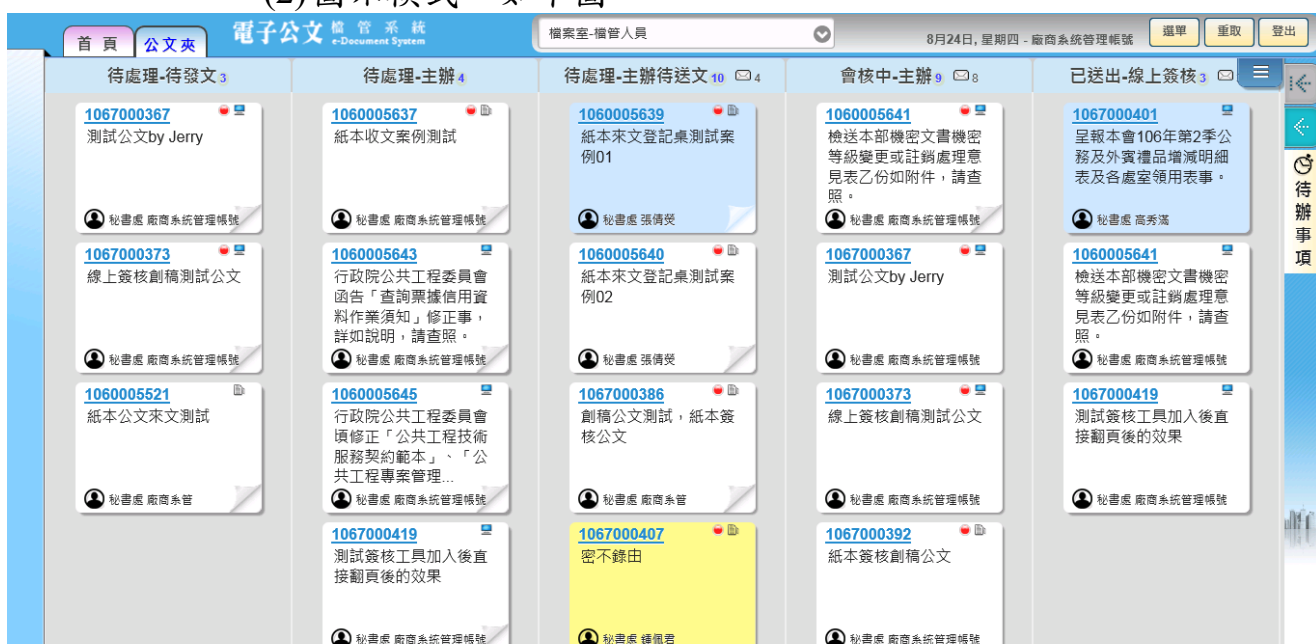 (2)圖示模式，如下圖
首 頁
公文夾
電子公文 檔 管 系 統
e-Document System
檔案室-檔管人員
8月24日, 星期四 - 廠商系統管理帳號
選單
重取
登出
待處理-待發文 3
1067000367
測試公文by Jerry
秘書處 廠商系統管理帳號
1067000373
線上簽核創稿測試公文
秘書處 廠商系統管理帳號
1060005521
紙本公文來文測試
秘書處 廠商系管
待處理-主辦 4
1060005637
紙本收文案例測試
秘書處 廠商系統管理帳號
1060005643
行政院公共工程委員會
函告「查詢票據信用資
料作業須知」修正事，
詳如說明，請查照。
秘書處 廠商系統管理帳號
1060005645
行政院公共工程委員會
頃修正「公共工程技術
服務契約範本」、「公
共工程專案管理...
秘書處 廠商系統管理帳號
1067000419
測試簽核工具加入後直
接翻頁後的效果
秘書處 廠商系統管理帳號
待處理-主辦待送文 10 4
1060005639
紙本來文登記桌測試案
例01
秘書處 張倩熒
1060005640
紙本來文登記桌測試案
例02
秘書處 張倩熒
1067000386
創稿公文測試，紙本簽
核公文
秘書處 廠商系管
1067000407
密不錄由
秘書處 鍾佩君
會核中-主辦 9 8
1060005641
檢送本部機密文書機密
等級變更或註銷處理意
見表乙份如附件，請查
照。
秘書處 廠商系統管理帳號
1067000367
測試公文by Jerry
秘書處 廠商系統管理帳號
1067000373
線上簽核創稿測試公文
秘書處 廠商系統管理帳號
1067000392
紙本簽核創稿公文
秘書處 廠商系統管理帳號
已送出-線上簽核 3
1067000401
呈報本會106年第2季公
務及外賓禮品增減明細
表及各處室領用表事。
秘書處 高秀滿
1060005641
檢送本部機密文書機密
等級變更或註銷處理意
見表乙份如附件，請查
照。
秘書處 廠商系統管理帳號
1067000419
測試簽核工具加入後直
接翻頁後的效果
秘書處 廠商系統管理帳號
待辦事項